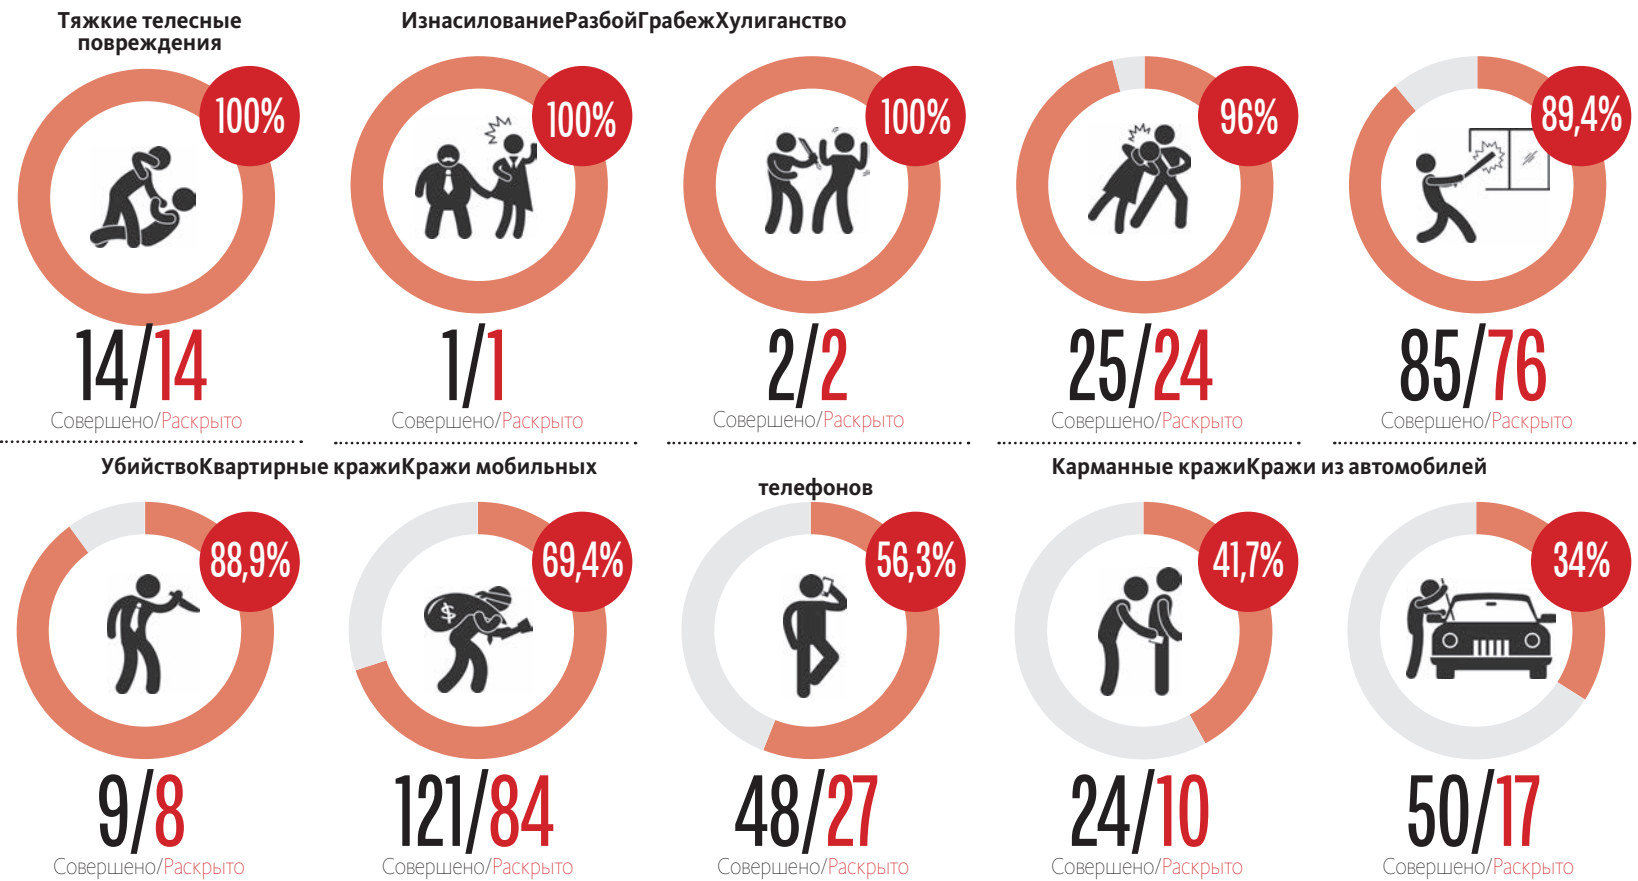 Тяжкие телесные
повреждения
ИзнасилованиеРазбойГрабежХулиганство
100%
100%
100%
96%
89,4%
14/14
1/1
2/2
25/24
85/76
Совершено/Раскрыто
Совершено/Раскрыто
Совершено/Раскрыто
Совершено/Раскрыто
Совершено/Раскрыто
УбийствоКвартирные кражиКражи мобильных
телефонов
Карманные кражиКражи из автомобилей
88,9%
69,4%
56,3%
41,7%
34%
$
9/8
121/84
48/27
24/10
50/17
Совершено/Раскрыто
Совершено/Раскрыто
Совершено/Раскрыто
Совершено/Раскрыто
Совершено/Раскрыто